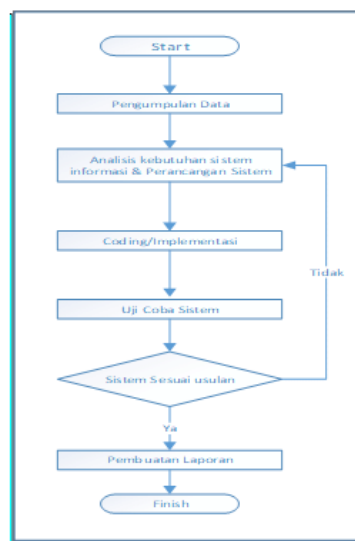 Start
Pengumpulan Data
Analisis kebutuhan sistem
informasi & Perancangan Sistem
Coding/Implementasi
Tidak
Uji Coba Sistem
Sistem Sesuai usulan
Ya
Pembuatan Laporan
Finish